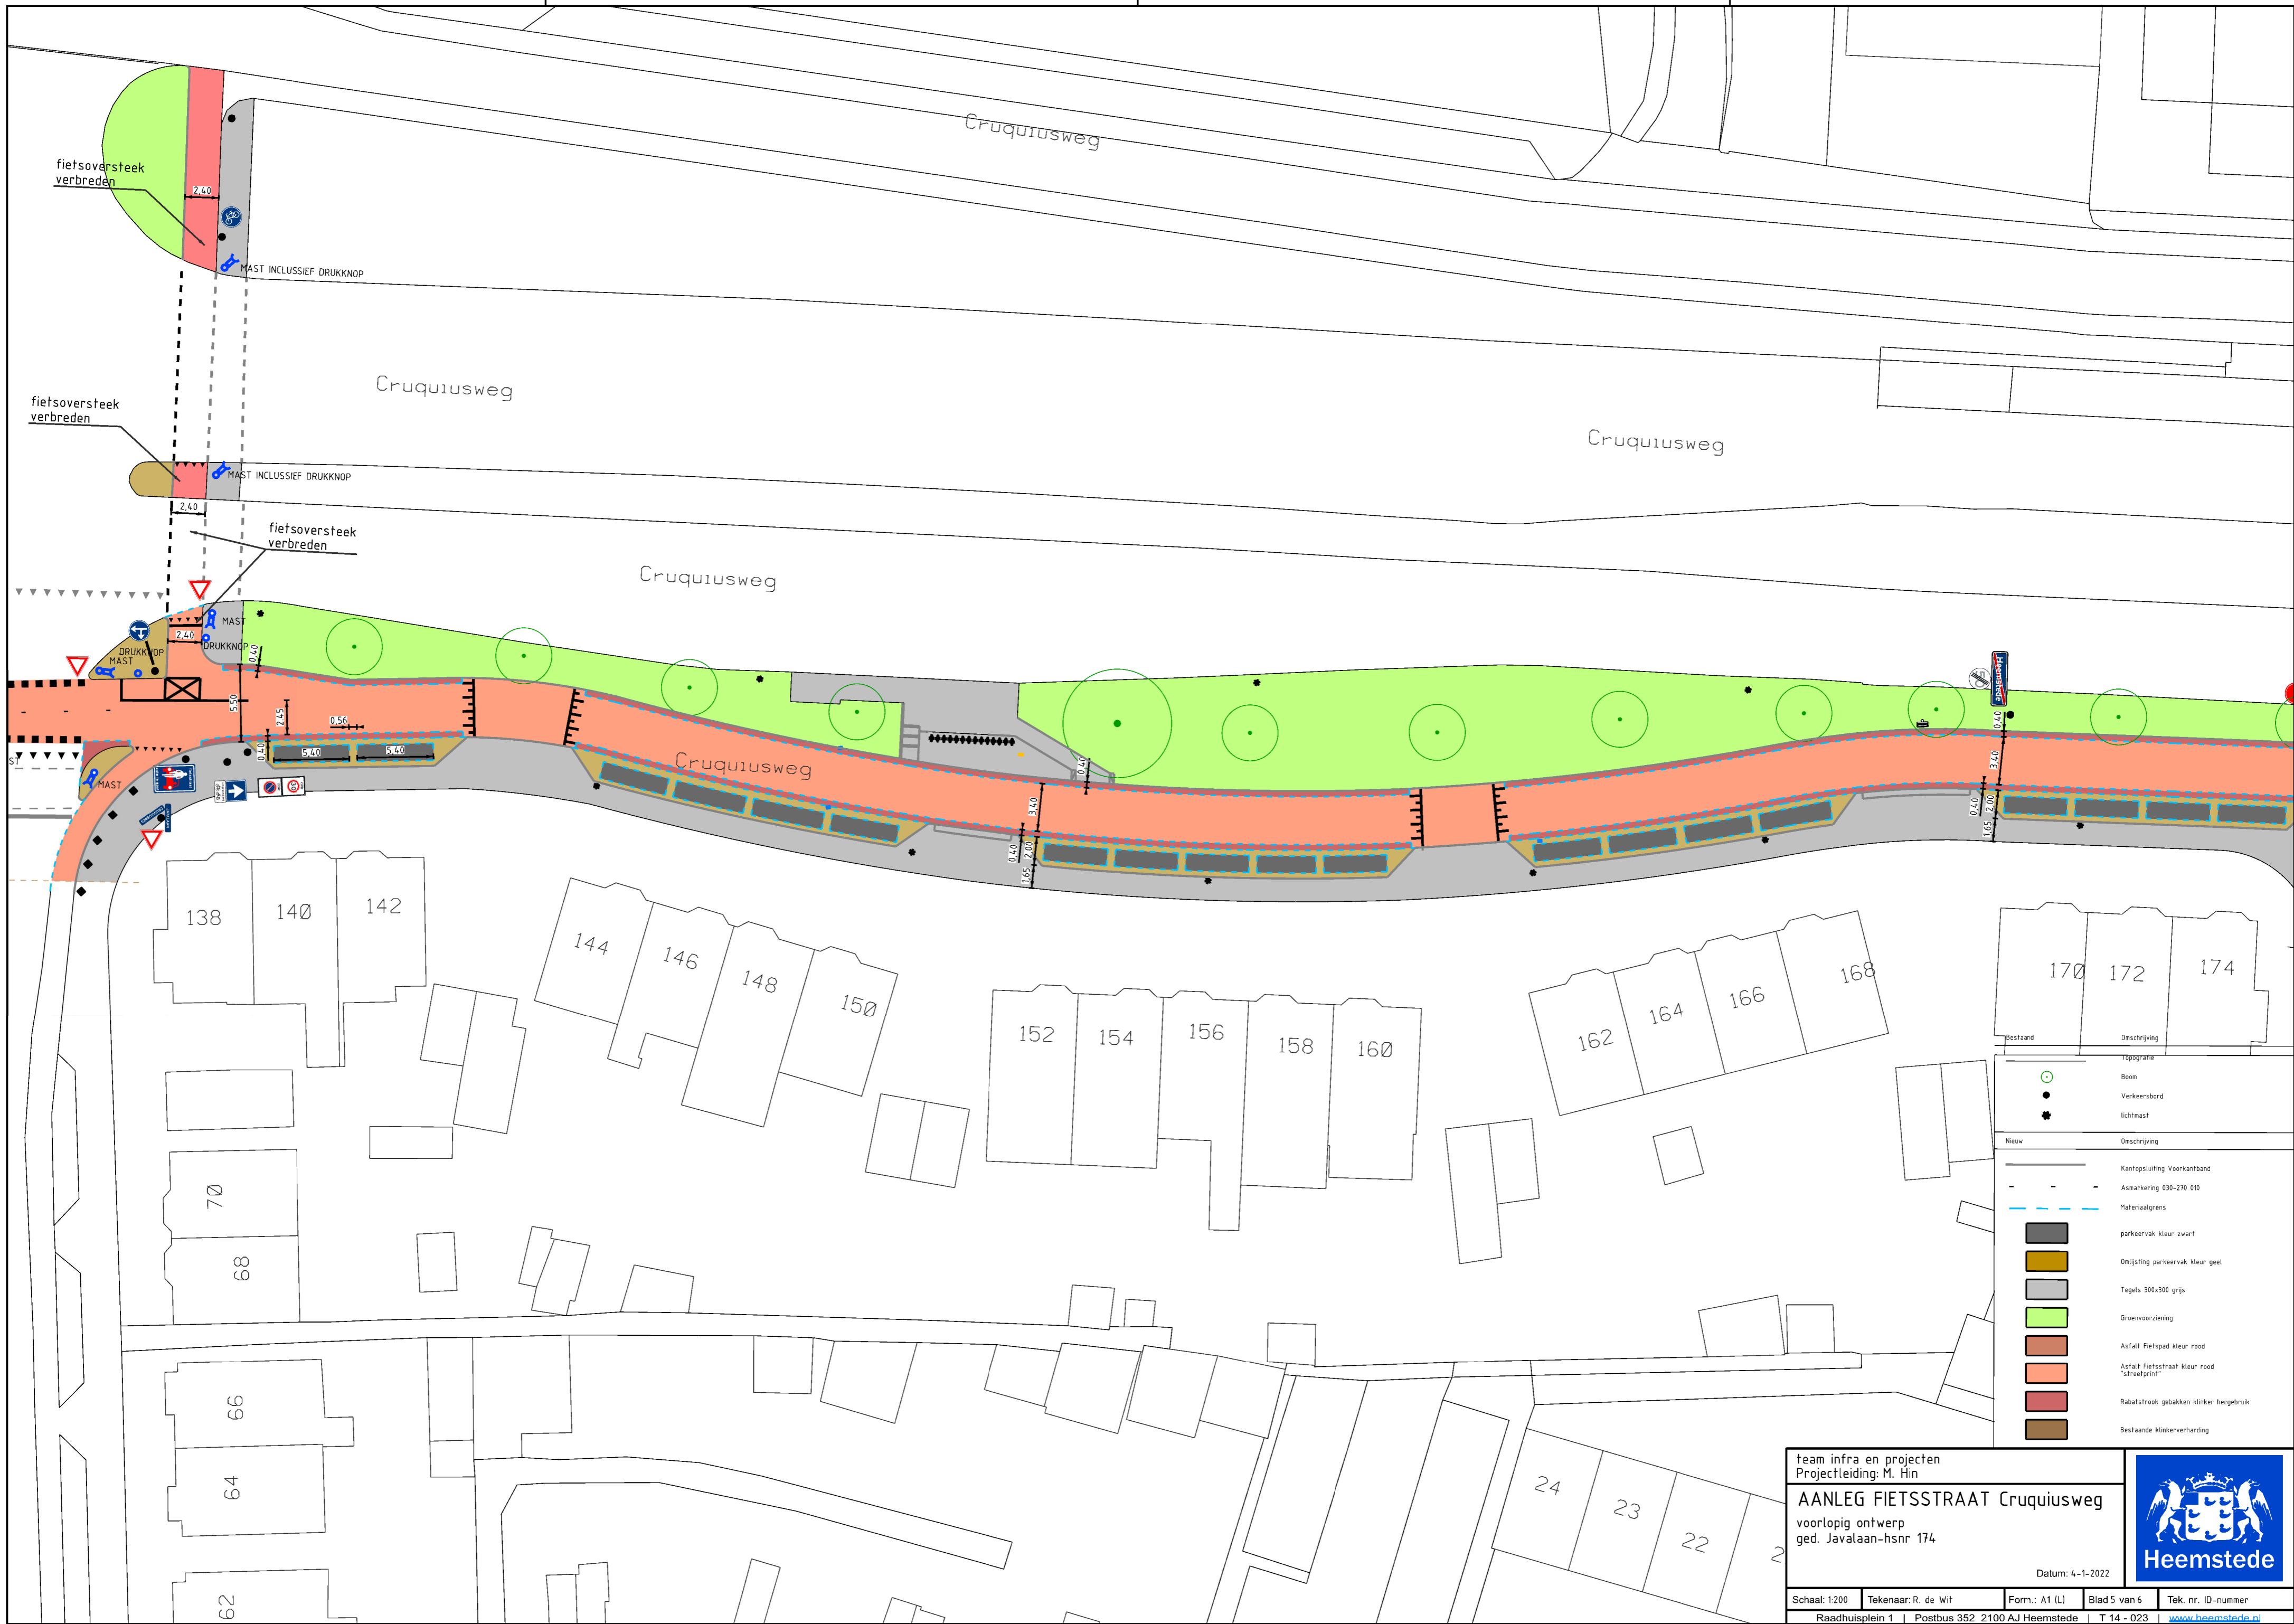 Cruquiusweg
fietsoversteek
verbreden
2,40
MAST INCLUSSIEF DRUKKNOP
Cruquiusweg
fietsoversteek
verbreden
Cruquiusweg
MAST INCLUSSIEF DRUKKNOP
2,40
fietsoversteek
verbreden
Cruquiusweg
MAST
2,40
DRUKKNOP
DRUKKNOP
MAST
0,40
5,50
2,45
0,56
0,40
5,40
5,40
Cruquiusweg
ST
MAST
0,40
3,40
0,40
2,00
1,65
Heemstede
0,40
3,40
0,40
2,00
1,65
138
140
142
144
146
148
150
152
154
156
158
160
162
164
166
168
170
172
174
70
68
66
64
62
24
23
22
2
Bestaand Omschrijving
Topografie
Boom
Verkeersbord
lichtmast
Nieuw Omschrijving
Kantopsluiting Voorkantband
Asmarkering 030-270 010
Materiaalgrens
parkeervak kleur zwart
Omlijsting parkeervak kleur geel
Tegels 300x300 grijs
Groenvoorziening
Asfalt Fietspad kleur rood
Asfalt Fietsstraat kleur rood
"streetprint"
Rabatstrook gebakken klinker hergebruik
Bestaande klinkerverharding
team infra en projecten
Projectleiding: M. Hin
AANLEG FIETSSTRAAT Cruquiusweg
voorlopig ontwerp
ged. Javalaan-hsnr 174
Datum: 4-1-2022
Heemstede
Schaal: 1:200 Tekenaar: R. de Wit Form.: A1 (L) Blad 5 van 6 Tek. nr. ID-nummer
Raadhuisplein 1 | Postbus 352 2100 AJ Heemstede | T 14 - 023 | www.heemstede.nl